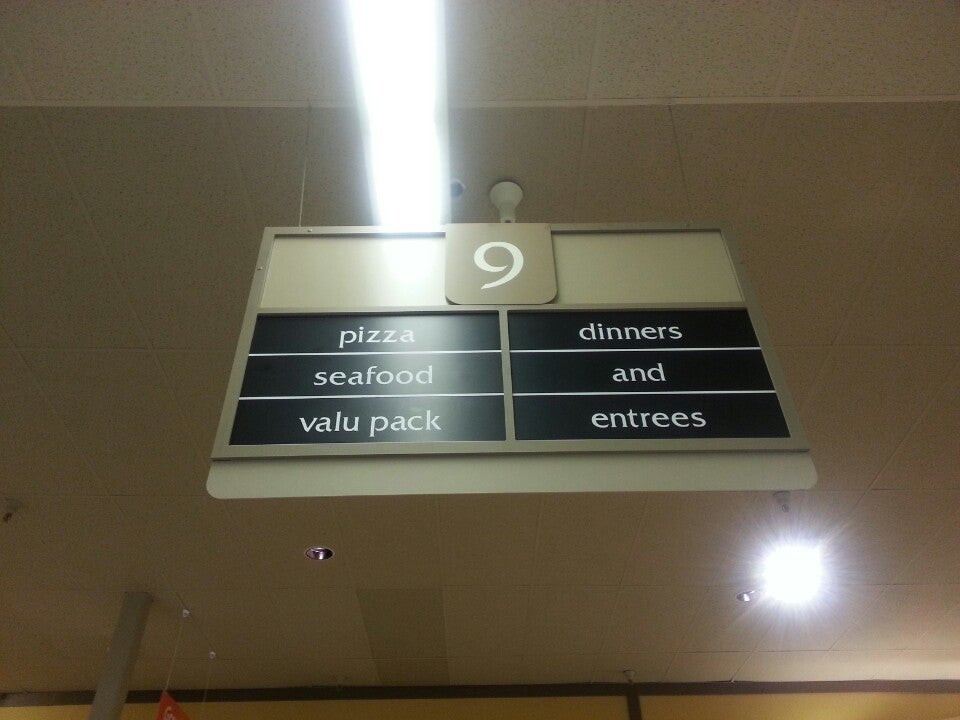 9
pizza
seafood
valu pack
dinners
and
entrees